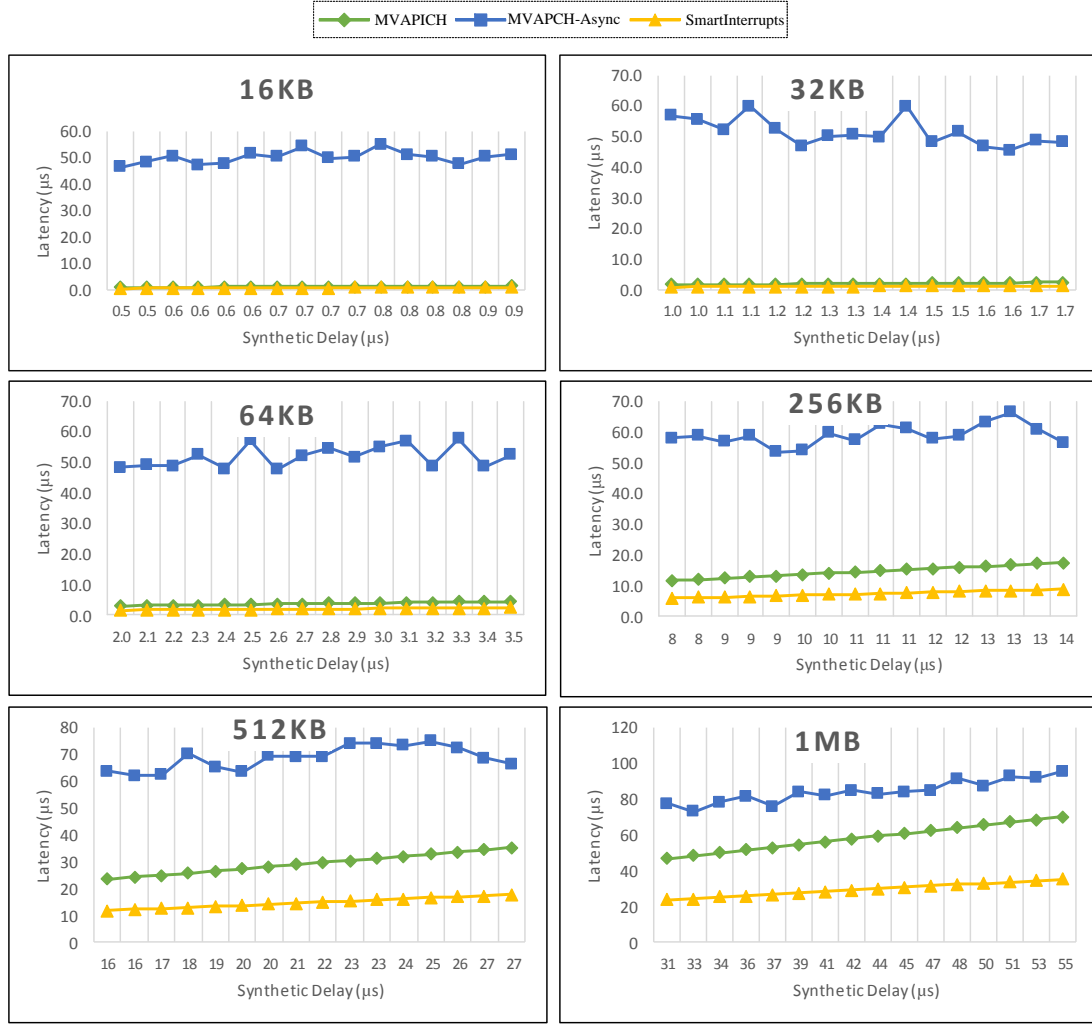 MVAPICH MVAPCH-Async SmartInterrupts
16KB
60.0
50.0
40.0
30.0
20.0
10.0
0.0
Latency (µs)
0.5 0.5 0.6 0.6 0.6 0.6 0.7 0.7 0.7 0.7 0.8 0.8 0.8 0.8 0.9 0.9
Synthetic Delay (µs)
32KB
70.0
60.0
50.0
40.0
30.0
20.0
10.0
0.0
Latency (µs)
1.0 1.0 1.1 1.1 1.2 1.2 1.3 1.3 1.4 1.4 1.5 1.5 1.6 1.6 1.7 1.7
Synthetic Delay (µs)
64KB
70.0
60.0
50.0
40.0
30.0
20.0
10.0
0.0
Latency (µs)
2.0 2.1 2.2 2.3 2.4 2.5 2.6 2.7 2.8 2.9 3.0 3.1 3.2 3.3 3.4 3.5
Synthetic Delay (µs)
256KB
70.0
60.0
50.0
40.0
30.0
20.0
10.0
0.0
Latency (µs)
8 8 9 9 9 10 10 11 11 11 12 12 13 13 13 14
Synthetic Delay (µs)
512KB
80
70
60
50
40
30
20
10
0
Latency (µs)
16 16 17 18 19 20 20 21 22 23 23 24 25 26 27 27
Synthetic Delay (µs)
1MB
120
100
80
60
40
20
0
Latency (µs)
31 33 34 36 37 39 41 42 44 45 47 48 50 51 53 55
Synthetic Delay (µs)